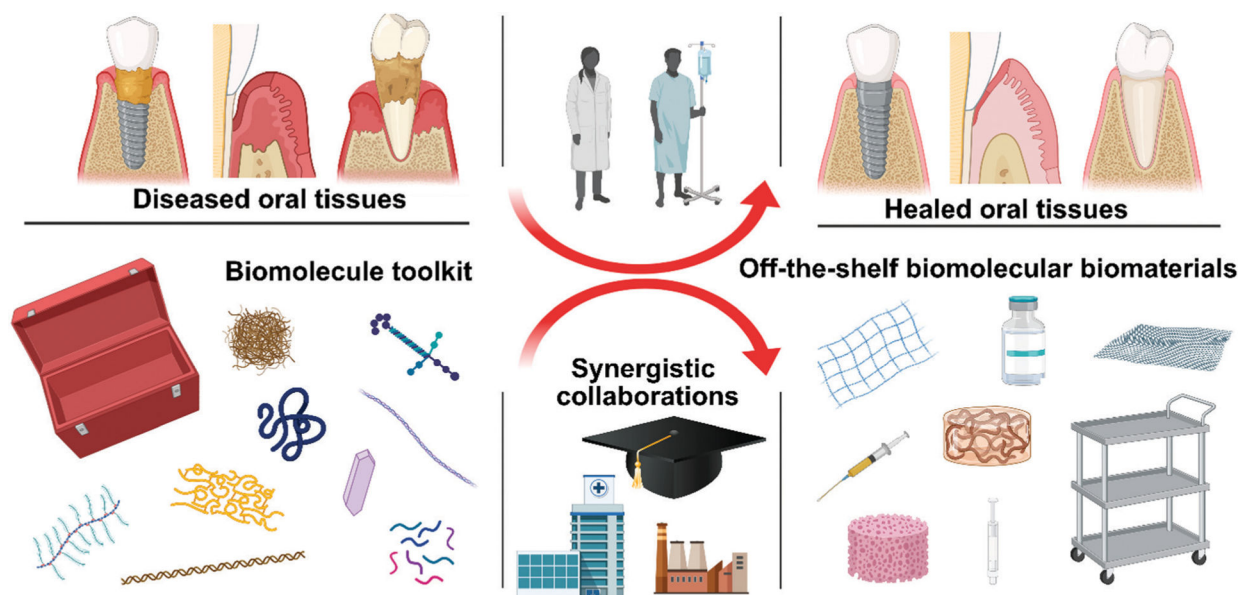 Diseased oral tissues
Healed oral tissues
Biomolecule toolkit
Off-the-shelf biomolecular biomaterials
Synergistic
collaborations